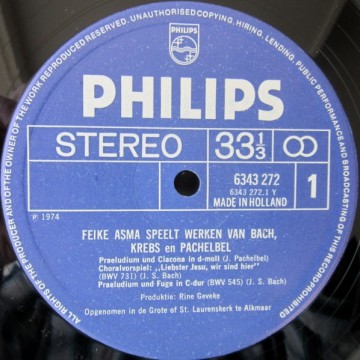 ALL RIGHTS OF THE PRODUCER AND OF THE OWNER OF THE WORK REPRODUCED RESERVED. UNAUTHORISED COPYING, HIRING, LENDING, PUBLIC PERFORMANCE AND BROADCASTING OF THIS RECORD PROHIBITED
PHILIPS
PHILIPS
STEREO 33 1/3
6343 272
6343 272.1 Y
MADE IN HOLLAND
1
P 1974
FEIKE ASMA SPEELT WERKEN VAN BACH,
KREBS en PACHELBEL
Praeludium und Ciacona in d-moll (J. Pachelbel)
Choralvorspiel: ,,Liebster Jesu, wir sind hier"
(BWV 731) (J. S. Bach)
Praeludium und Fuge in C-dur (BWV 545) (J. S. Bach)
Produktie: Rine Geveke
Opgenomen in de Grote of St. Laurenskerk te Alkmaar